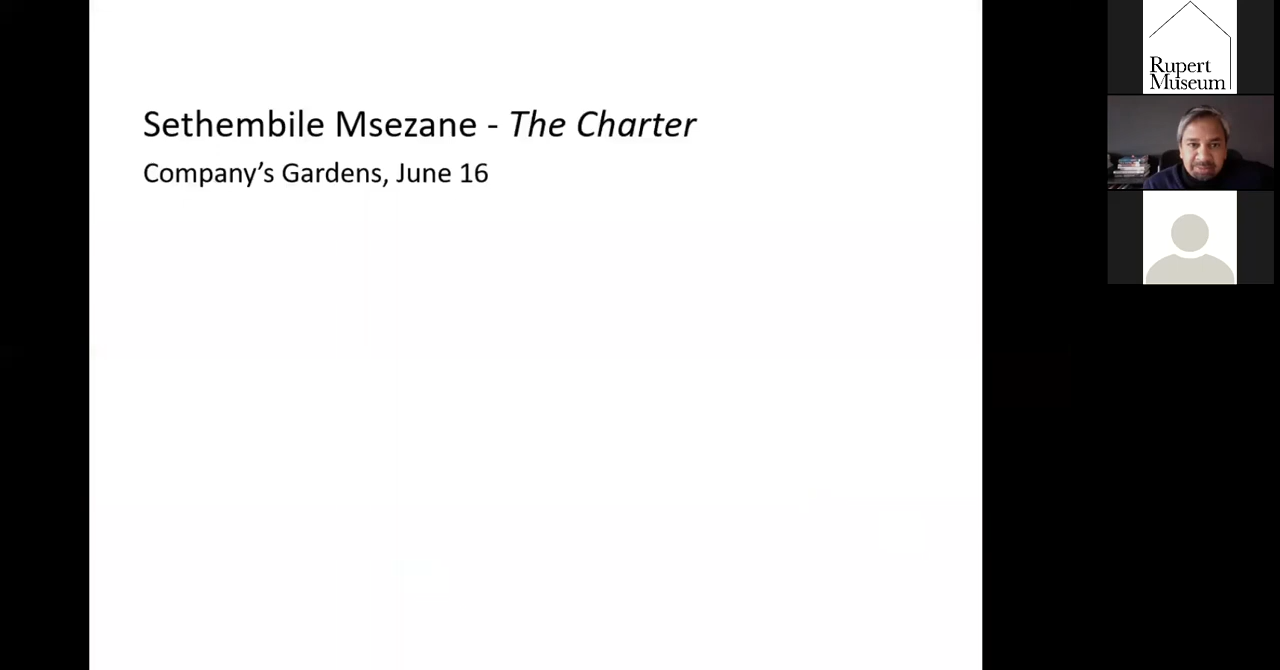 Sethembile Msezane - The Charter
Company’s Gardens, June 16
Rupert
Museum